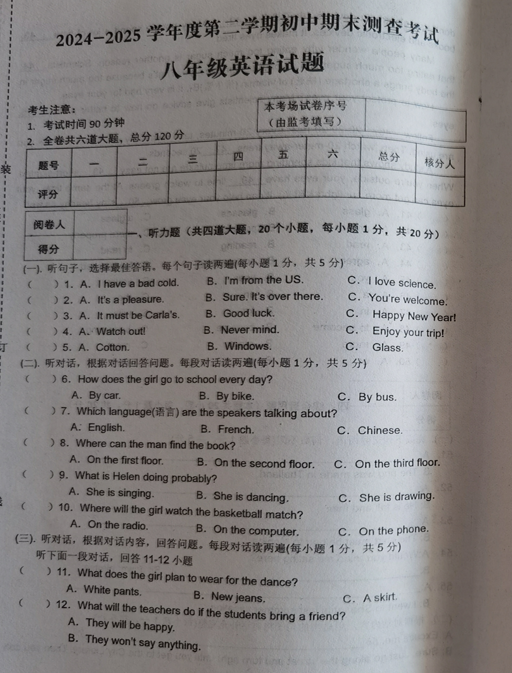 2024-2025 学年度第二学期初中期末测查考试
八年级英语试题
考生注意：
1. 考试时间 90 分钟
2. 全卷共六道大题，总分 120 分
本考场试卷序号
（由监考填写）
题号 一 二 三 四 五 六 总分 核分人
评分
阅卷人
得分
一、听力题（共四道大题，20 个小题，每小题 1 分，共 20 分）
(一). 听句子，选择最佳答语。每个句子读两遍(每小题 1 分，共 5 分)
( ) 1. A. I have a bad cold. B. I'm from the US. C. I love science.
( ) 2. A. It's a pleasure. B. Sure. It's over there. C. You're welcome.
( ) 3. A. It must be Carla's. B. Good luck. C. Happy New Year!
( ) 4. A. Watch out! B. Never mind. C. Enjoy your trip!
( ) 5. A. Cotton. B. Windows. C. Glass.
(二). 听对话，根据对话回答问题。每段对话读两遍(每小题 1 分，共 5 分)
( ) 6. How does the girl go to school every day?
A. By car. B. By bike. C. By bus.
( ) 7. Which language(语言) are the speakers talking about?
A. English. B. French. C. Chinese.
( ) 8. Where can the man find the book?
A. On the first floor. B. On the second floor. C. On the third floor.
( ) 9. What is Helen doing probably?
A. She is singing. B. She is dancing. C. She is drawing.
( ) 10. Where will the girl watch the basketball match?
A. On the radio. B. On the computer. C. On the phone.
(三). 听对话，根据对话内容，回答问题。每段对话读两遍(每小题 1 分，共 5 分)
听下面一段对话，回答 11-12 小题
( ) 11. What does the girl plan to wear for the dance?
A. White pants. B. New jeans. C. A skirt.
( ) 12. What will the teachers do if the students bring a friend?
A. They will be happy.
B. They won't say anything.
装
订